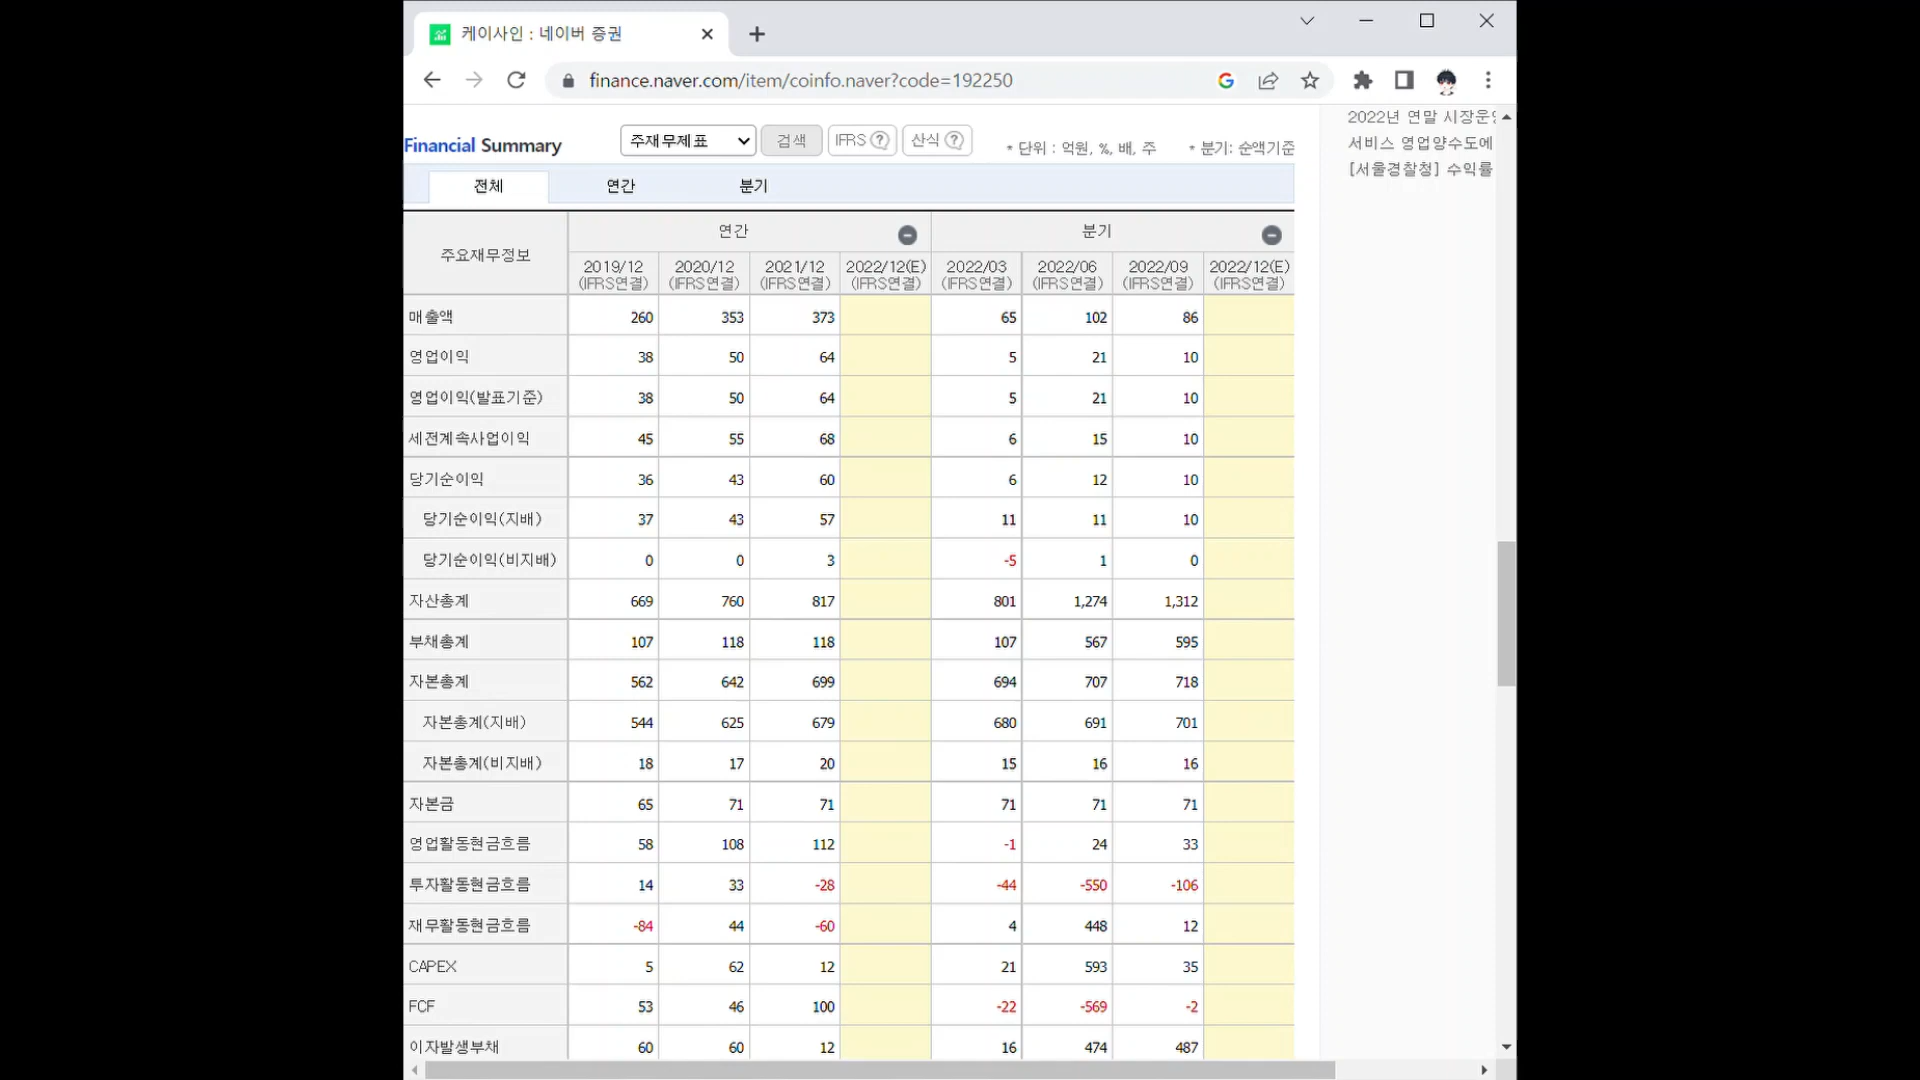 케이사인 : 네이버 증권
finance.naver.com/item/coinfo.naver?code=192250
2022년 연말 시장운영
서비스 영업양수도에
[서울경찰청] 수익률
Financial Summary 주재무제표 검색 IFRS ? 산식 ? * 단위 : 억원, %, 배, 주 * 분기: 순액기준
전체 연간 분기
주요재무정보 연간 분기
2019/12 2020/12 2021/12 2022/12(E) 2022/03 2022/06 2022/09 2022/12(E)
(IFRS연결) (IFRS연결) (IFRS연결) (IFRS연결) (IFRS연결) (IFRS연결) (IFRS연결) (IFRS연결)
매출액 260 353 373 65 102 86
영업이익 38 50 64 5 21 10
영업이익(발표기준) 38 50 64 5 21 10
세전계속사업이익 45 55 68 6 15 10
당기순이익 36 43 60 6 12 10
당기순이익(지배) 37 43 57 11 11 10
당기순이익(비지배) 0 0 3 -5 1 0
자산총계 669 760 817 801 1,274 1,312
부채총계 107 118 118 107 567 595
자본총계 562 642 699 694 707 718
자본총계(지배) 544 625 679 680 691 701
자본총계(비지배) 18 17 20 15 16 16
자본금 65 71 71 71 71 71
영업활동현금흐름 58 108 112 -1 24 33
투자활동현금흐름 14 33 -28 -44 -550 -106
재무활동현금흐름 -84 44 -60 4 448 12
CAPEX 5 62 12 21 593 35
FCF 53 46 100 -22 -569 -2
이자발생부채 60 60 12 16 474 487